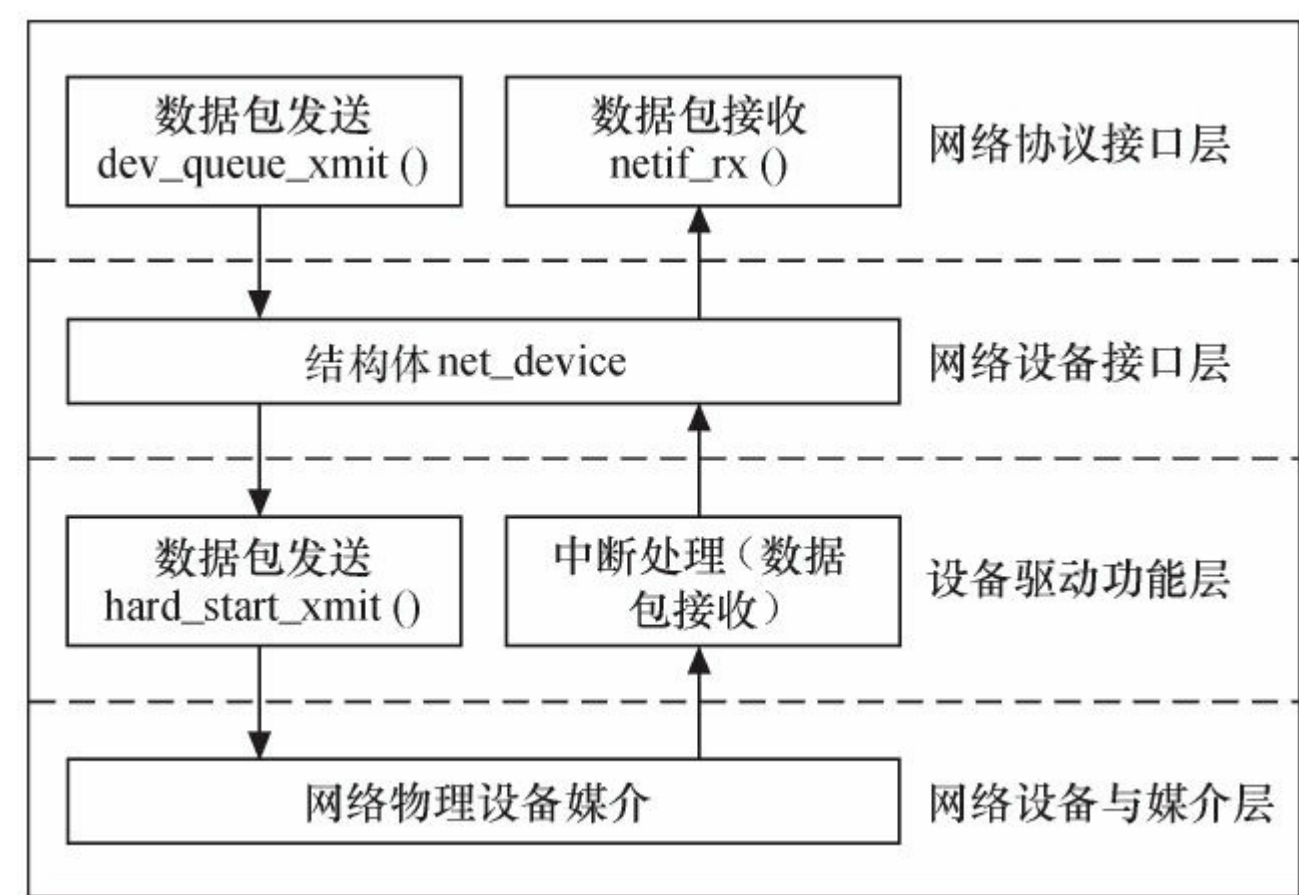 数据包发送
dev_queue_xmit ()
数据包接收
netif_rx ()
网络协议接口层
结构体 net_device
网络设备接口层
数据包发送
hard_start_xmit ()
中断处理（数据
包接收）
设备驱动功能层
网络物理设备媒介
网络设备与媒介层